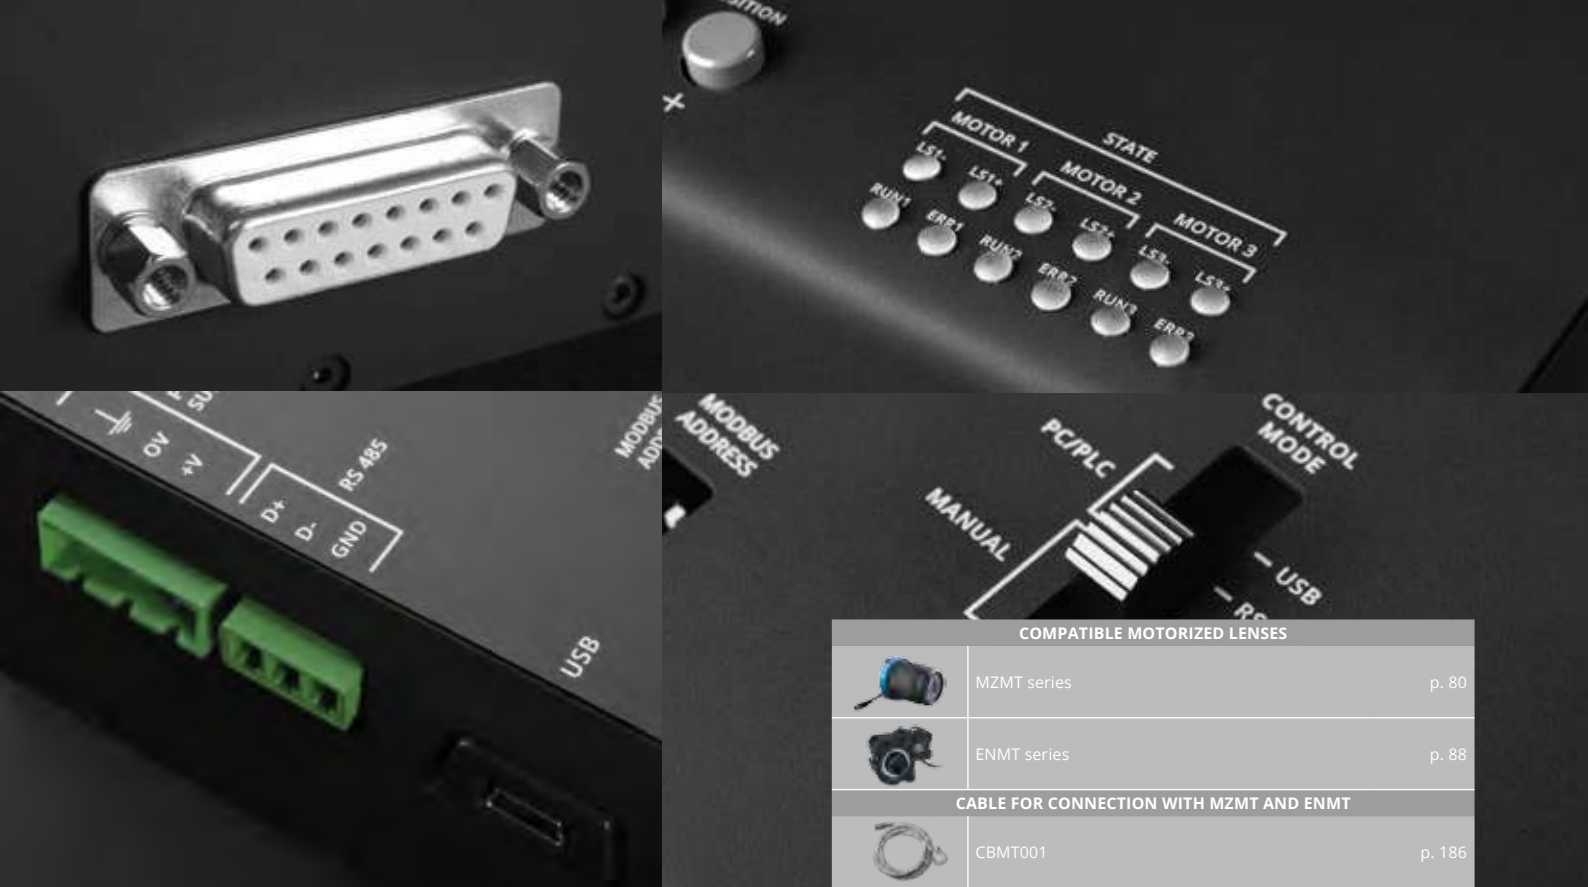 +
STATE
MOTOR 1
MOTOR 2
MOTOR 3
LS1-
LS1+
LS2-
LS2+
LS3-
LS3+
RUN1
ERR1
RUN2
ERR2
RUN3
ERR3
0V
+V
RS 485
D+
D-
GND
USB
MODBUS
MODBUS
ADDRESS
CONTROL
MODE
PC/PLC
MANUAL
USB
COMPATIBLE MOTORIZED LENSES
MZMT series p. 80
ENMT series p. 88
CABLE FOR CONNECTION WITH MZMT AND ENMT
CBMT001 p. 186